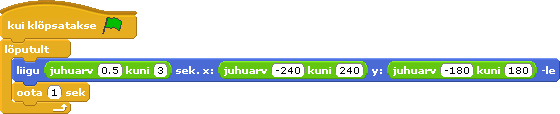 kui klõpsatakse
lõputult
liigu juhuarv 0.5 kuni 3 sek. x: juhuarv -240 kuni 240 y: juhuarv -180 kuni 180 -le
oota 1 sek